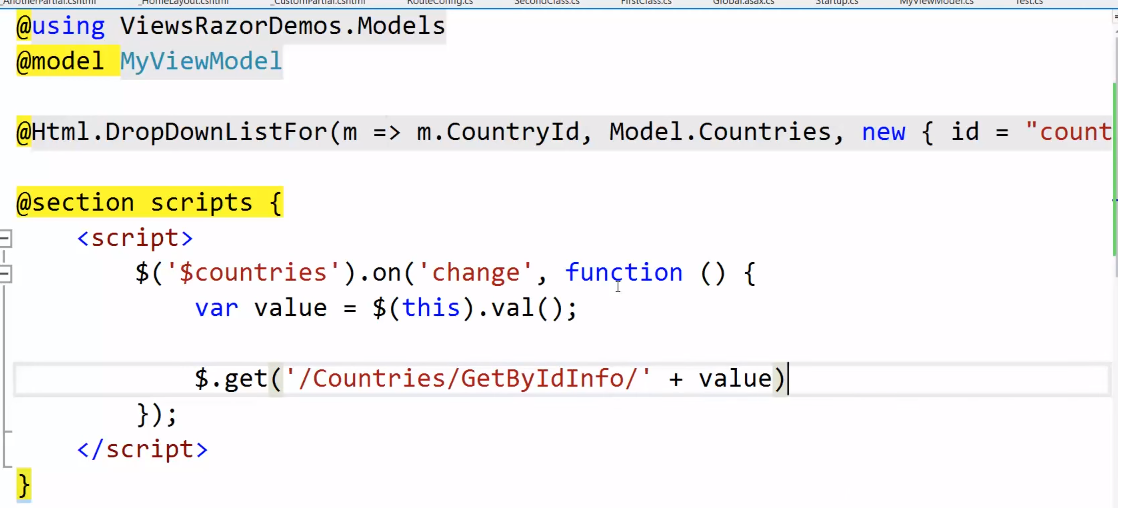 _AnotherPartial.cshtml _HomeLayout.cshtml _CustomPartial.cshtml RouteConfig.cs SecondClass.cs FirstClass.cs Global.asax.cs Startup.cs MyViewModel.cs Test.cs
@using ViewsRazorDemos.Models
@model MyViewModel
@Html.DropDownListFor(m => m.CountryId, Model.Countries, new { id = "count
@section scripts {
<script>
$('$countries').on('change', function () {
var value = $(this).val();
$.get('/Countries/GetByIdInfo/' + value)
});
</script>
}